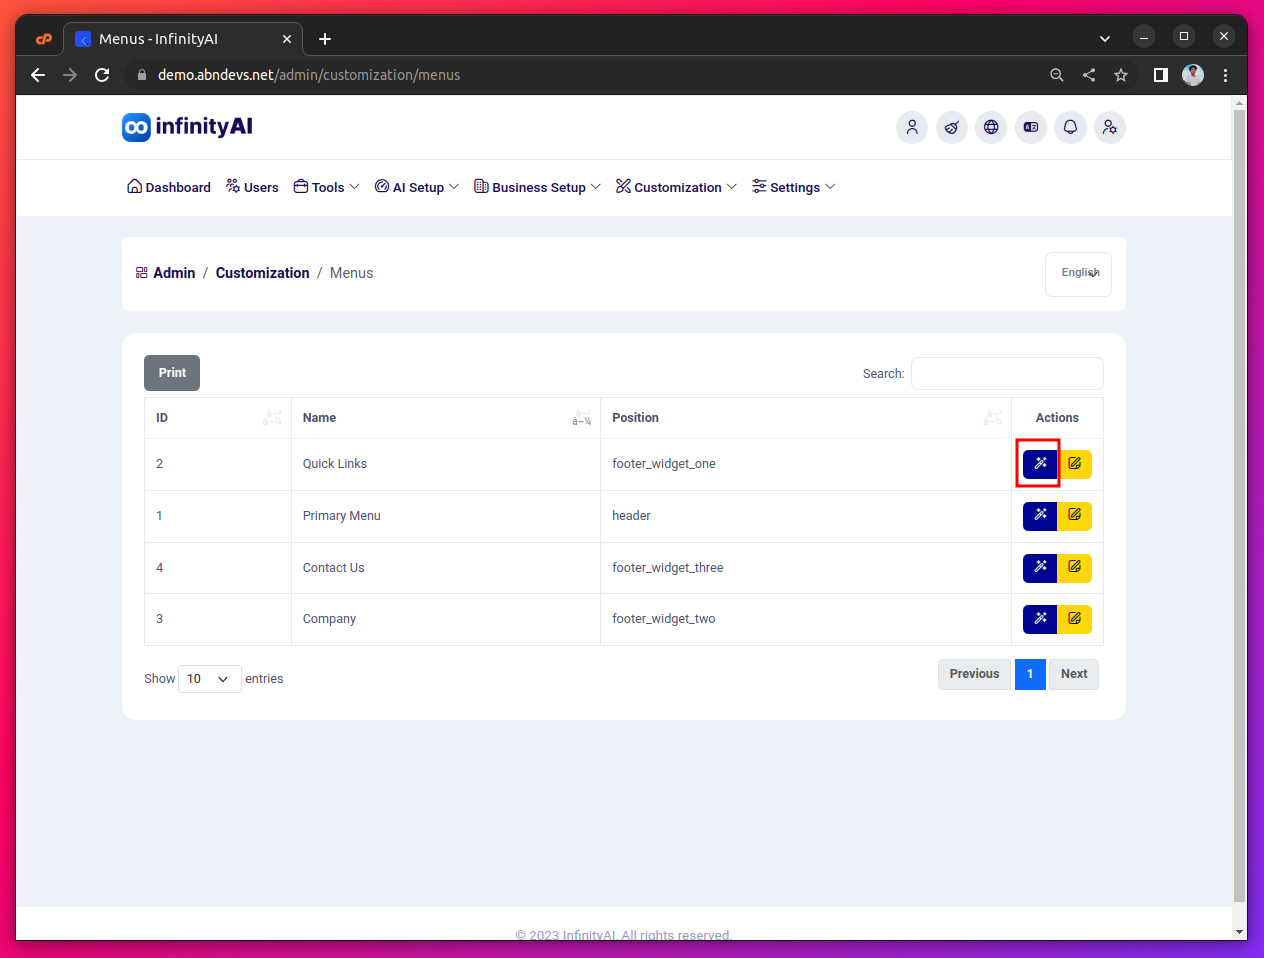 Menus - InfinityAI
demo.abndevs.net/admin/customization/menus
infinityAI
Dashboard Users Tools AI Setup Business Setup Customization Settings
Admin / Customization / Menus
English
Print
Search:
ID Name Position Actions
2 Quick Links footer_widget_one
1 Primary Menu header
4 Contact Us footer_widget_three
3 Company footer_widget_two
Show 10 entries
Previous 1 Next
© 2023 InfinityAI. All rights reserved.